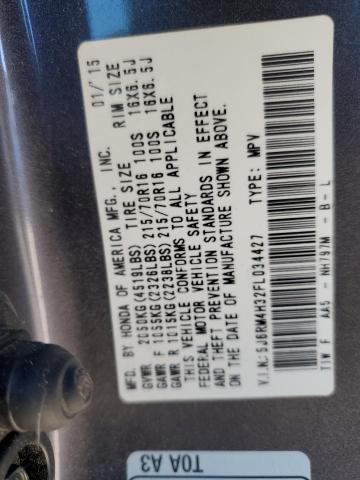 MFD. BY HONDA OF AMERICA MFG., INC. 01/15
GVWR 2050KG(4519LBS) TIRE SIZE RIM SIZE
GAWR F 1055KG(2326LBS) 215/70R16 100S 16X6.5J
GAWR R 1015KG(2238LBS) 215/70R16 100S 16X6.5J
THIS VEHICLE CONFORMS TO ALL APPLICABLE
FEDERAL MOTOR VEHICLE SAFETY
AND THEFT PREVENTION STANDARDS IN EFFECT
ON THE DATE OF MANUFACTURE SHOWN ABOVE.
V.I.N:5J6RM4H32FL034427 TYPE: MPV
TIW F AA5 - NH797M - B - L
T0A A3